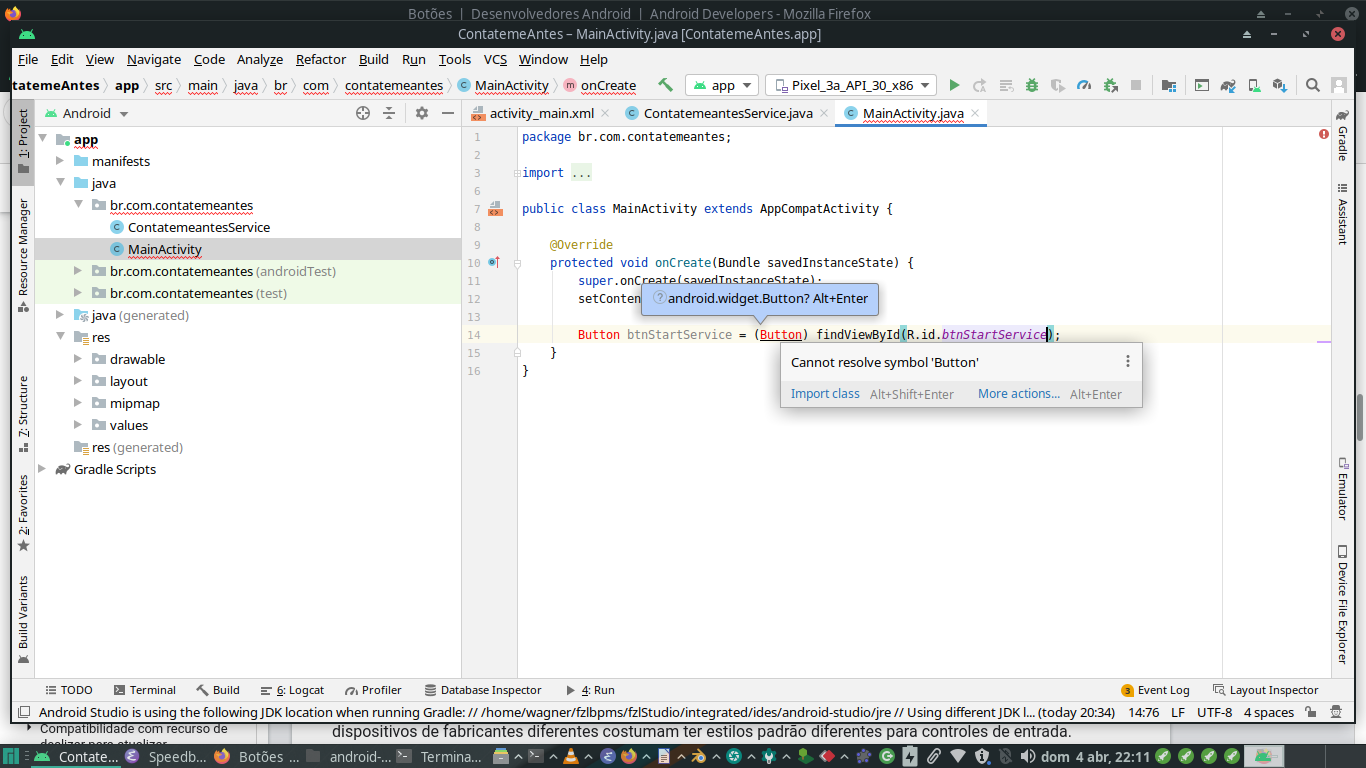 Botões | Desenvolvedores Android | Android Developers - Mozilla Firefox
ContatemeAntes – MainActivity.java [ContatemeAntes.app]
File Edit View Navigate Code Analyze Refactor Build Run Tools VCS Window Help
tatemeAntes app src main java br com contatemeantes MainActivity onCreate app Pixel_3a_API_30_x86
Android
activity_main.xml ContatemeantesService.java MainActivity.java
1: Project
Resource Manager
7: Structure
2: Favorites
Build Variants
app
manifests
java
br.com.contatemeantes
ContatemeantesService
MainActivity
br.com.contatemeantes (androidTest)
br.com.contatemeantes (test)
java (generated)
res
drawable
layout
mipmap
values
res (generated)
Gradle Scripts
1 package br.com.contatemeantes;
2
3 import ...
6
7 public class MainActivity extends AppCompatActivity {
8
9 @Override
10 protected void onCreate(Bundle savedInstanceState) {
11 super.onCreate(savedInstanceState);
12 setConten
? android.widget.Button? Alt+Enter
13
14 Button btnStartService = (Button) findViewById(R.id.btnStartService);
15 }
16 }
Cannot resolve symbol 'Button'
Import class Alt+Shift+Enter More actions... Alt+Enter
Gradle
Assistant
Emulator
Device File Explorer
TODO Terminal Build 6: Logcat Profiler Database Inspector 4: Run 3 Event Log Layout Inspector
Android Studio is using the following JDK location when running Gradle: // /home/wagner/fzlbpms/fzlStudio/integrated/ides/android-studio/jre // Using different JDK l... (today 20:34) 14:76 LF UTF-8 4 spaces
Compatibilidade com recurso de
dispositivos de fabricantes diferentes costumam ter estilos padrão diferentes para controles de entrada.
Contate... Speedb... Botões ... android-... Termina... dom 4 abr, 22:11